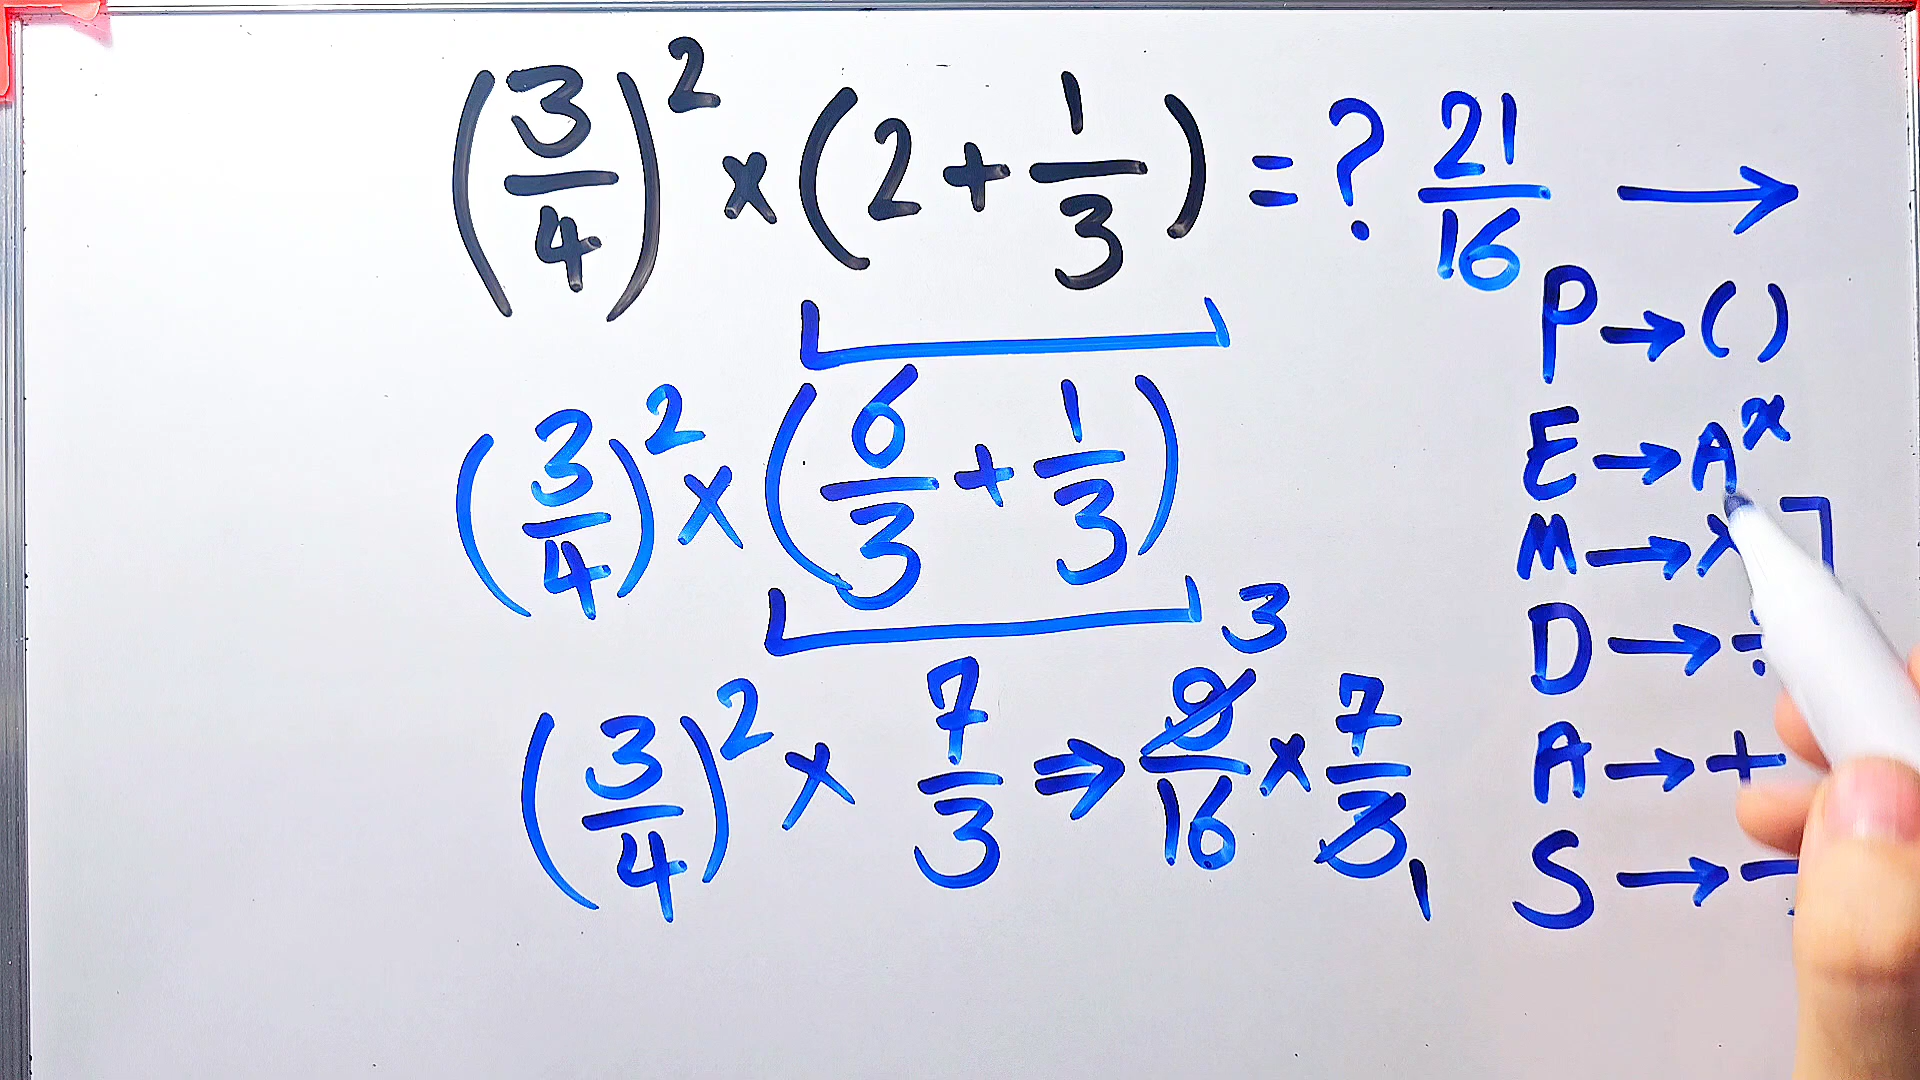 (3/4)² × (2 + 1/3) = ? 21/16 →
P → ( )
(3/4)² × (6/3 + 1/3)
E → Aˣ
M → ×
D → ÷
3
(3/4)² × 7/3 ⇒ 9/16 × 7/3
1
A → +
S → −